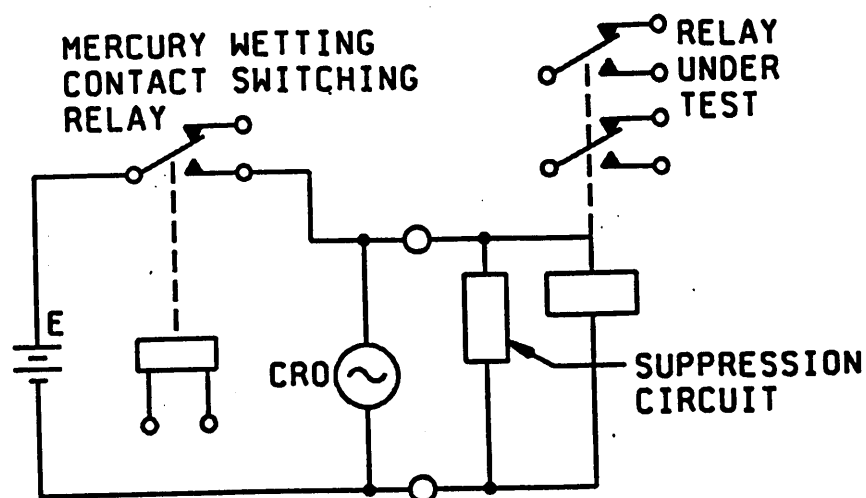 MERCURY WETTING
CONTACT SWITCHING
RELAY
RELAY
UNDER
TEST
E
CRO
SUPPRESSION
CIRCUIT